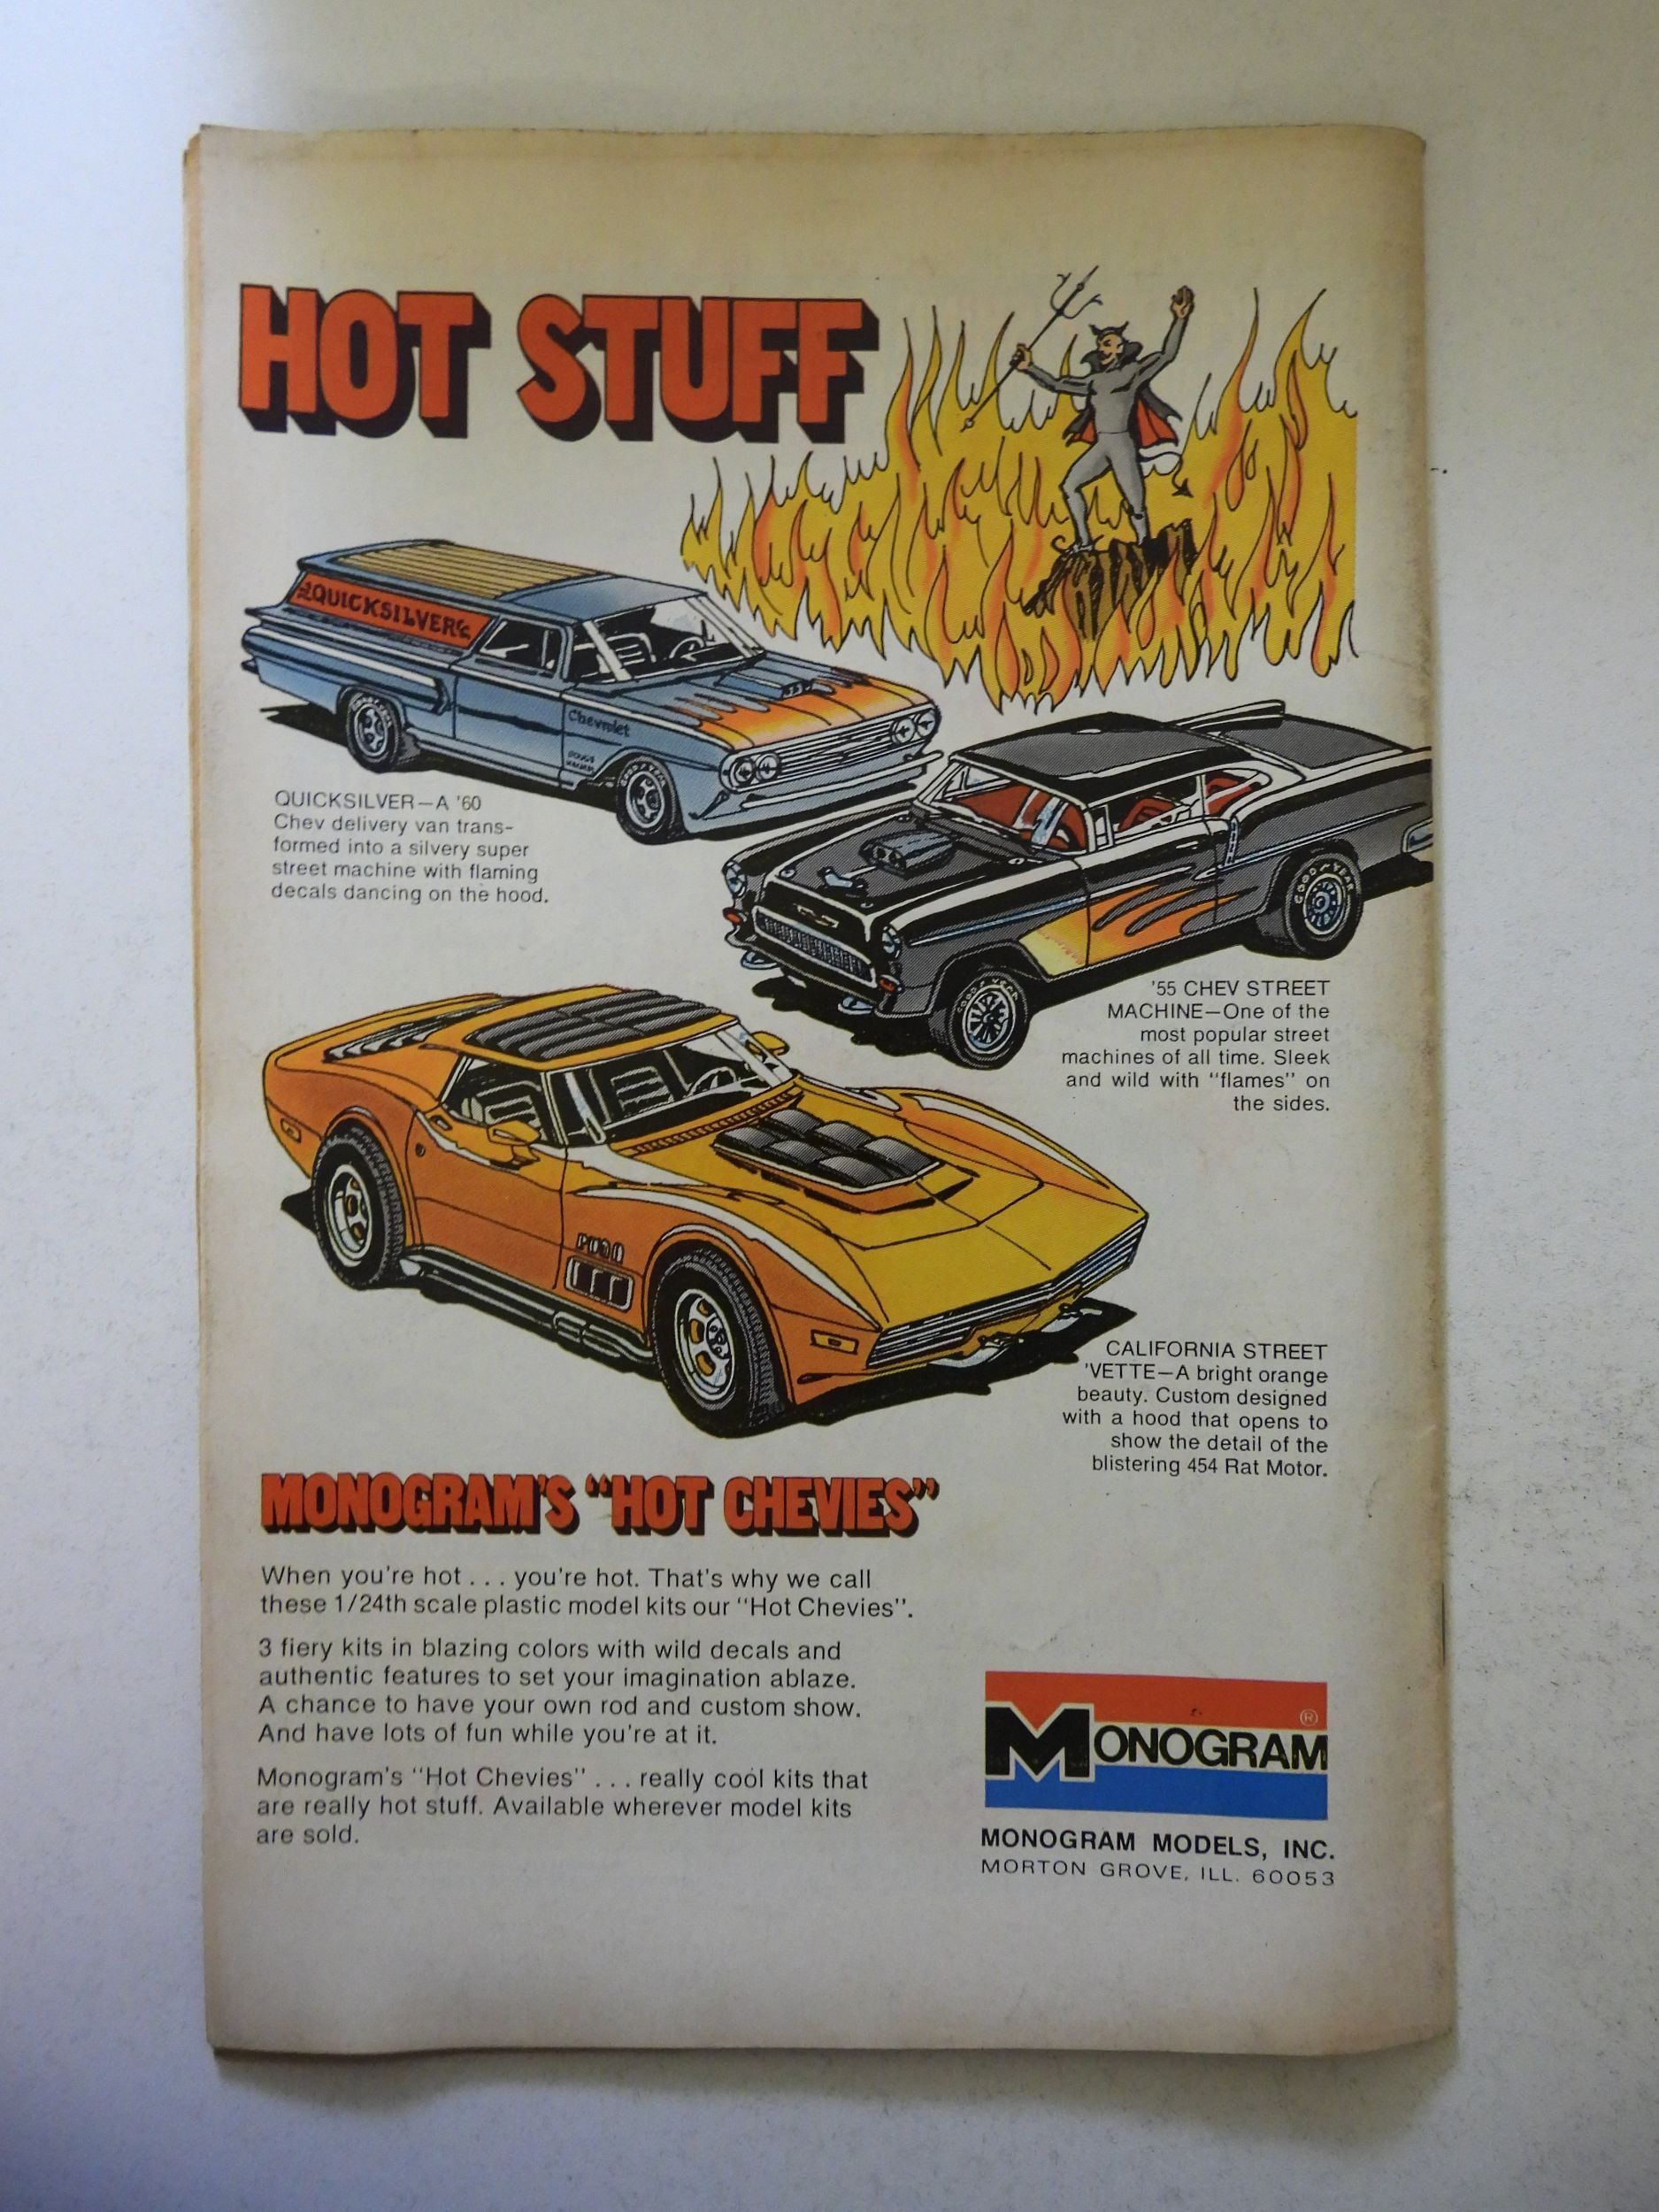 HOT STUFF
QUICKSILVER
Chevrolet
QUICKSILVER—A '60
Chev delivery van trans-
formed into a silvery super
street machine with flaming
decals dancing on the hood.
GOODYEAR
GOODYEAR
'55 CHEV STREET
MACHINE—One of the
most popular street
machines of all time. Sleek
and wild with "flames" on
the sides.
CALIFORNIA STREET
'VETTE—A bright orange
beauty. Custom designed
with a hood that opens to
show the detail of the
blistering 454 Rat Motor.
MONOGRAM'S "HOT CHEVIES"
When you're hot . . . you're hot. That's why we call
these 1/24th scale plastic model kits our "Hot Chevies".
3 fiery kits in blazing colors with wild decals and
authentic features to set your imagination ablaze.
A chance to have your own rod and custom show.
And have lots of fun while you're at it.
Monogram's "Hot Chevies" . . . really cool kits that
are really hot stuff. Available wherever model kits
are sold.
MONOGRAM ®
MONOGRAM MODELS, INC.
MORTON GROVE, ILL. 60053